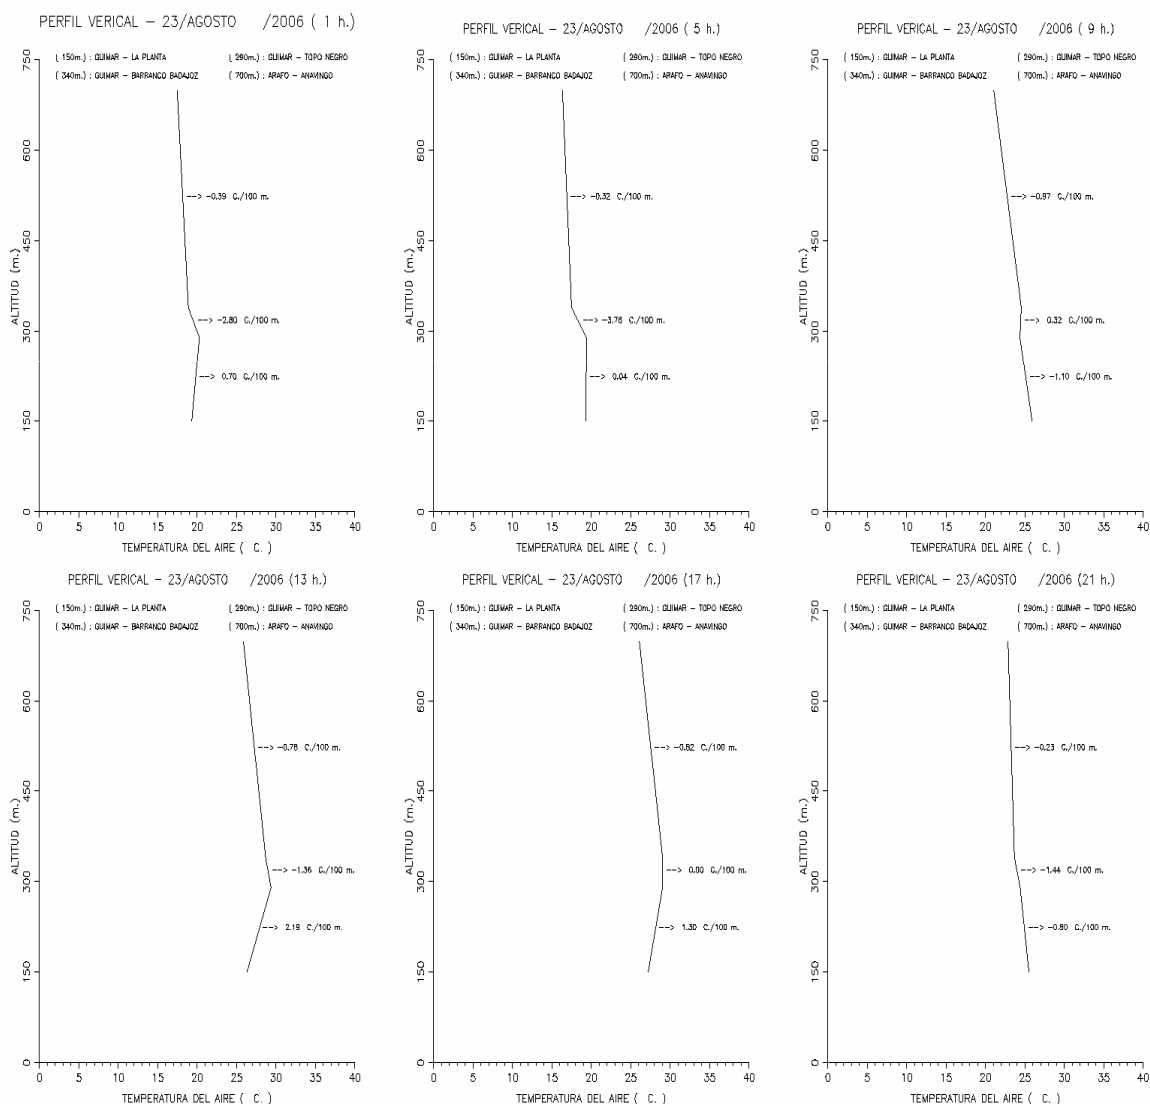 PERFIL VERICAL - 23/AGOSTO /2006 ( 1 h.)
( 150m.) : GUIMAR - LA PLANTA ( 290m.) : GUIMAR - TOPO NEGRO
( 340m.) : GUIMAR - BARRANCO BADAJOZ ( 700m.) : ARAFO - ANAVINGO
750
600
450
300
150
0
ALTITUD (m.)
--> -0.39 C./100 m.
--> -2.80 C./100 m.
--> 0.70 C./100 m.
0 5 10 15 20 25 30 35 40
TEMPERATURA DEL AIRE ( C. )
PERFIL VERICAL - 23/AGOSTO /2006 ( 5 h.)
( 150m.) : GUIMAR - LA PLANTA ( 290m.) : GUIMAR - TOPO NEGRO
( 340m.) : GUIMAR - BARRANCO BADAJOZ ( 700m.) : ARAFO - ANAVINGO
750
600
450
300
150
0
ALTITUD (m.)
--> -0.32 C./100 m.
--> -3.76 C./100 m.
--> 0.04 C./100 m.
0 5 10 15 20 25 30 35 40
TEMPERATURA DEL AIRE ( C. )
PERFIL VERICAL - 23/AGOSTO /2006 ( 9 h.)
( 150m.) : GUIMAR - LA PLANTA ( 290m.) : GUIMAR - TOPO NEGRO
( 340m.) : GUIMAR - BARRANCO BADAJOZ ( 700m.) : ARAFO - ANAVINGO
750
600
450
300
150
0
ALTITUD (m.)
--> -0.97 C./100 m.
--> 0.32 C./100 m.
--> -1.10 C./100 m.
0 5 10 15 20 25 30 35 40
TEMPERATURA DEL AIRE ( C. )
PERFIL VERICAL - 23/AGOSTO /2006 (13 h.)
( 150m.) : GUIMAR - LA PLANTA ( 290m.) : GUIMAR - TOPO NEGRO
( 340m.) : GUIMAR - BARRANCO BADAJOZ ( 700m.) : ARAFO - ANAVINGO
750
600
450
300
150
0
ALTITUD (m.)
--> -0.78 C./100 m.
--> -1.36 C./100 m.
--> 2.19 C./100 m.
0 5 10 15 20 25 30 35 40
TEMPERATURA DEL AIRE ( C. )
PERFIL VERICAL - 23/AGOSTO /2006 (17 h.)
( 150m.) : GUIMAR - LA PLANTA ( 290m.) : GUIMAR - TOPO NEGRO
( 340m.) : GUIMAR - BARRANCO BADAJOZ ( 700m.) : ARAFO - ANAVINGO
750
600
450
300
150
0
ALTITUD (m.)
--> -0.82 C./100 m.
--> 0.00 C./100 m.
--> 1.30 C./100 m.
0 5 10 15 20 25 30 35 40
TEMPERATURA DEL AIRE ( C. )
PERFIL VERICAL - 23/AGOSTO /2006 (21 h.)
( 150m.) : GUIMAR - LA PLANTA ( 290m.) : GUIMAR - TOPO NEGRO
( 340m.) : GUIMAR - BARRANCO BADAJOZ ( 700m.) : ARAFO - ANAVINGO
750
600
450
300
150
0
ALTITUD (m.)
--> -0.23 C./100 m.
--> -1.44 C./100 m.
--> -0.80 C./100 m.
0 5 10 15 20 25 30 35 40
TEMPERATURA DEL AIRE ( C. )